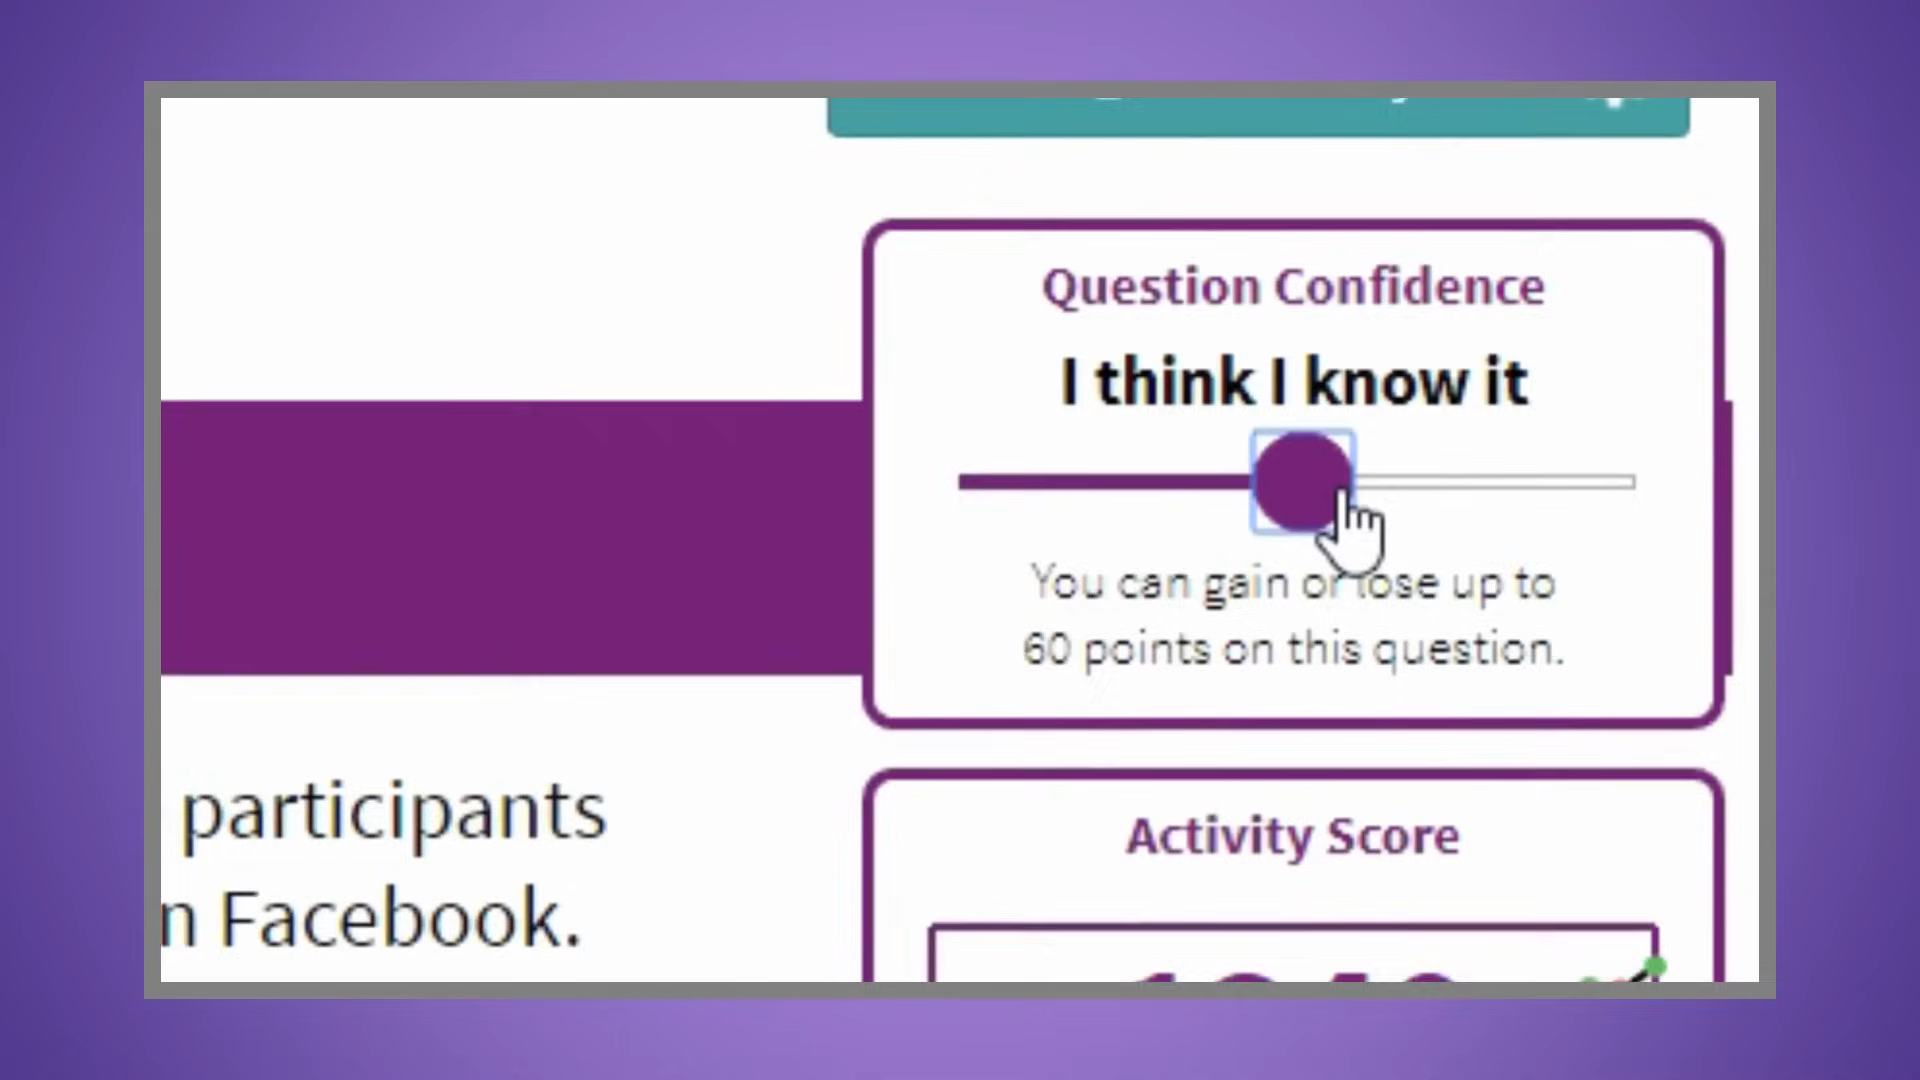 Question Confidence
I think I know it
You can gain or lose up to
60 points on this question.
participants
n Facebook.
Activity Score